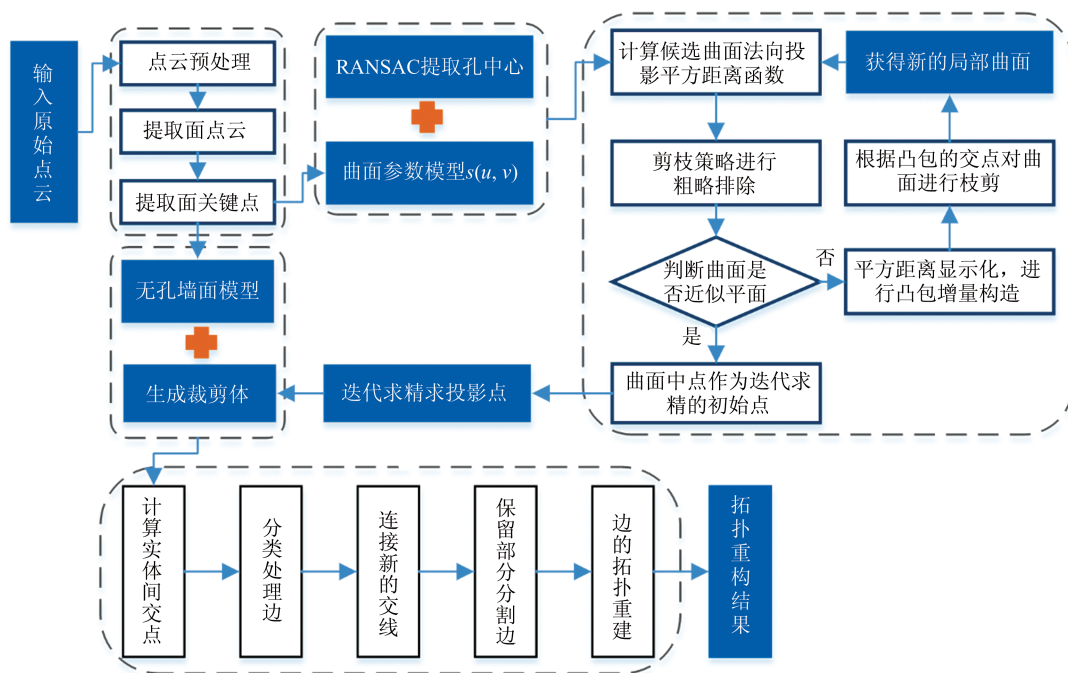 输入原始点云
点云预处理
提取面点云
提取面关键点
RANSAC提取孔中心
曲面参数模型s(u, v)
计算候选曲面法向投
影平方距离函数
获得新的局部曲面
剪枝策略进行
粗略排除
根据凸包的交点对曲
面进行枝剪
判断曲面是
否近似平面
否
平方距离显示化，进
行凸包增量构造
是
曲面中点作为迭代求
精的初始点
迭代求精求投影点
无孔墙面模型
生成裁剪体
计算实体间交点
分类处理边
连接新的交线
保留部分分割边
边的拓扑重建
拓扑重构结果